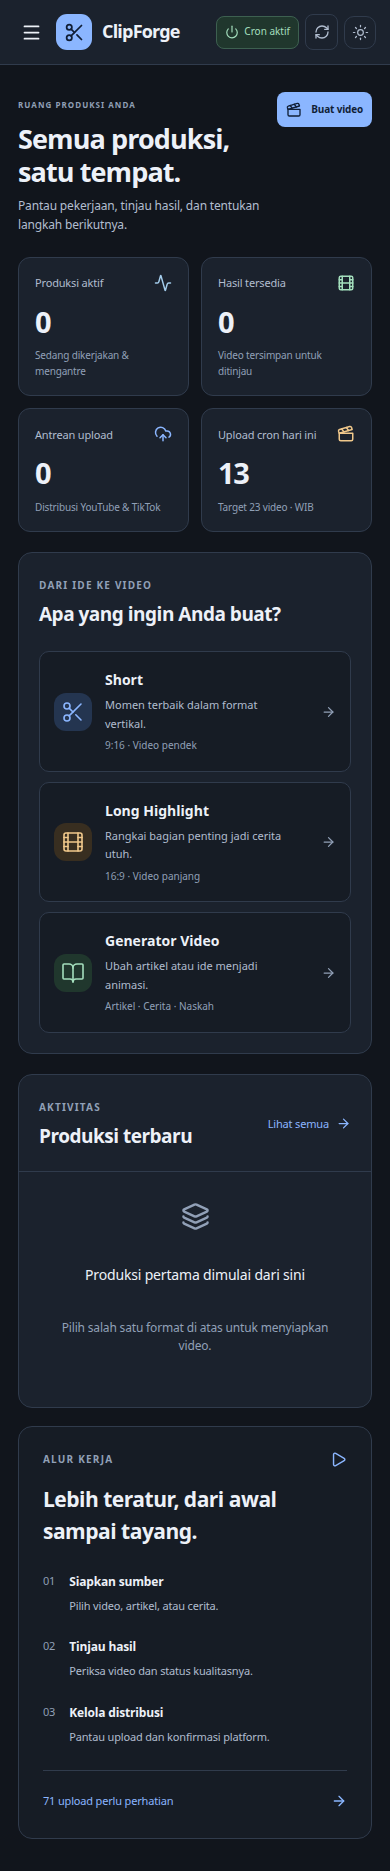 ClipForge
Cron aktif
RUANG PRODUKSI ANDA
Buat video
Semua produksi,
satu tempat.
Pantau pekerjaan, tinjau hasil, dan tentukan
langkah berikutnya.
Produksi aktif
0
Sedang dikerjakan &
mengantre
Hasil tersedia
0
Video tersimpan untuk
ditinjau
Antrean upload
0
Distribusi YouTube & TikTok
Upload cron hari ini
13
Target 23 video · WIB
DARI IDE KE VIDEO
Apa yang ingin Anda buat?
Short
Momen terbaik dalam format
vertikal.
9:16 · Video pendek
Long Highlight
Rangkai bagian penting jadi cerita
utuh.
16:9 · Video panjang
Generator Video
Ubah artikel atau ide menjadi
animasi.
Artikel · Cerita · Naskah
AKTIVITAS
Produksi terbaru
Lihat semua
Produksi pertama dimulai dari sini
Pilih salah satu format di atas untuk menyiapkan
video.
ALUR KERJA
Lebih teratur, dari awal
sampai tayang.
01 Siapkan sumber
Pilih video, artikel, atau cerita.
02 Tinjau hasil
Periksa video dan status kualitasnya.
03 Kelola distribusi
Pantau upload dan konfirmasi platform.
71 upload perlu perhatian